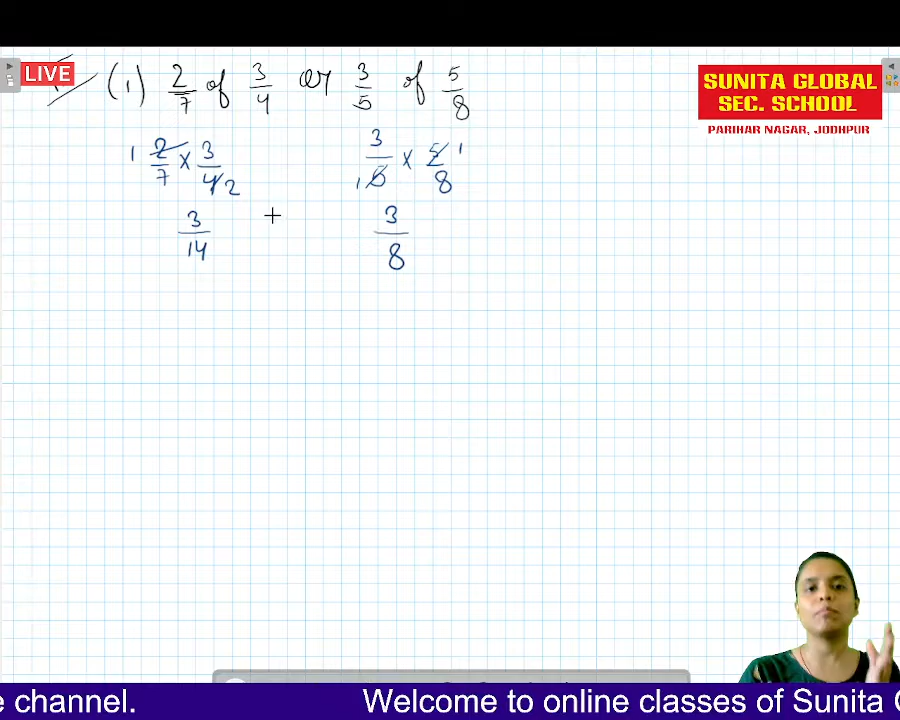 LIVE
(1) 2/7 of 3/4 or 3/5 of 5/8
1 2/7 × 3/4 2 3/5 1 × 5/8 1
3/14 + 3/8
SUNITA GLOBAL
SEC. SCHOOL
PARIHAR NAGAR, JODHPUR
e channel. Welcome to online classes of Sunita